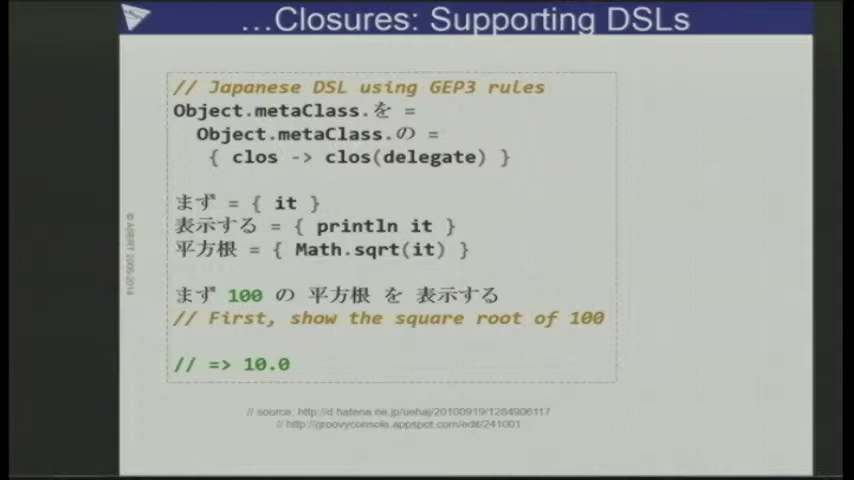 ...Closures: Supporting DSLs
// Japanese DSL using GEP3 rules
Object.metaClass.を =
Object.metaClass.の =
{ clos -> clos(delegate) }
まず = { it }
表示する = { println it }
平方根 = { Math.sqrt(it) }
まず 100 の 平方根 を 表示する
// First, show the square root of 100
// => 10.0
// source: http://d.hatena.ne.jp/uehaj/20100919/1284906117
// http://groovyconsole.appspot.com/edit/241001
© ASERT 2006-2014